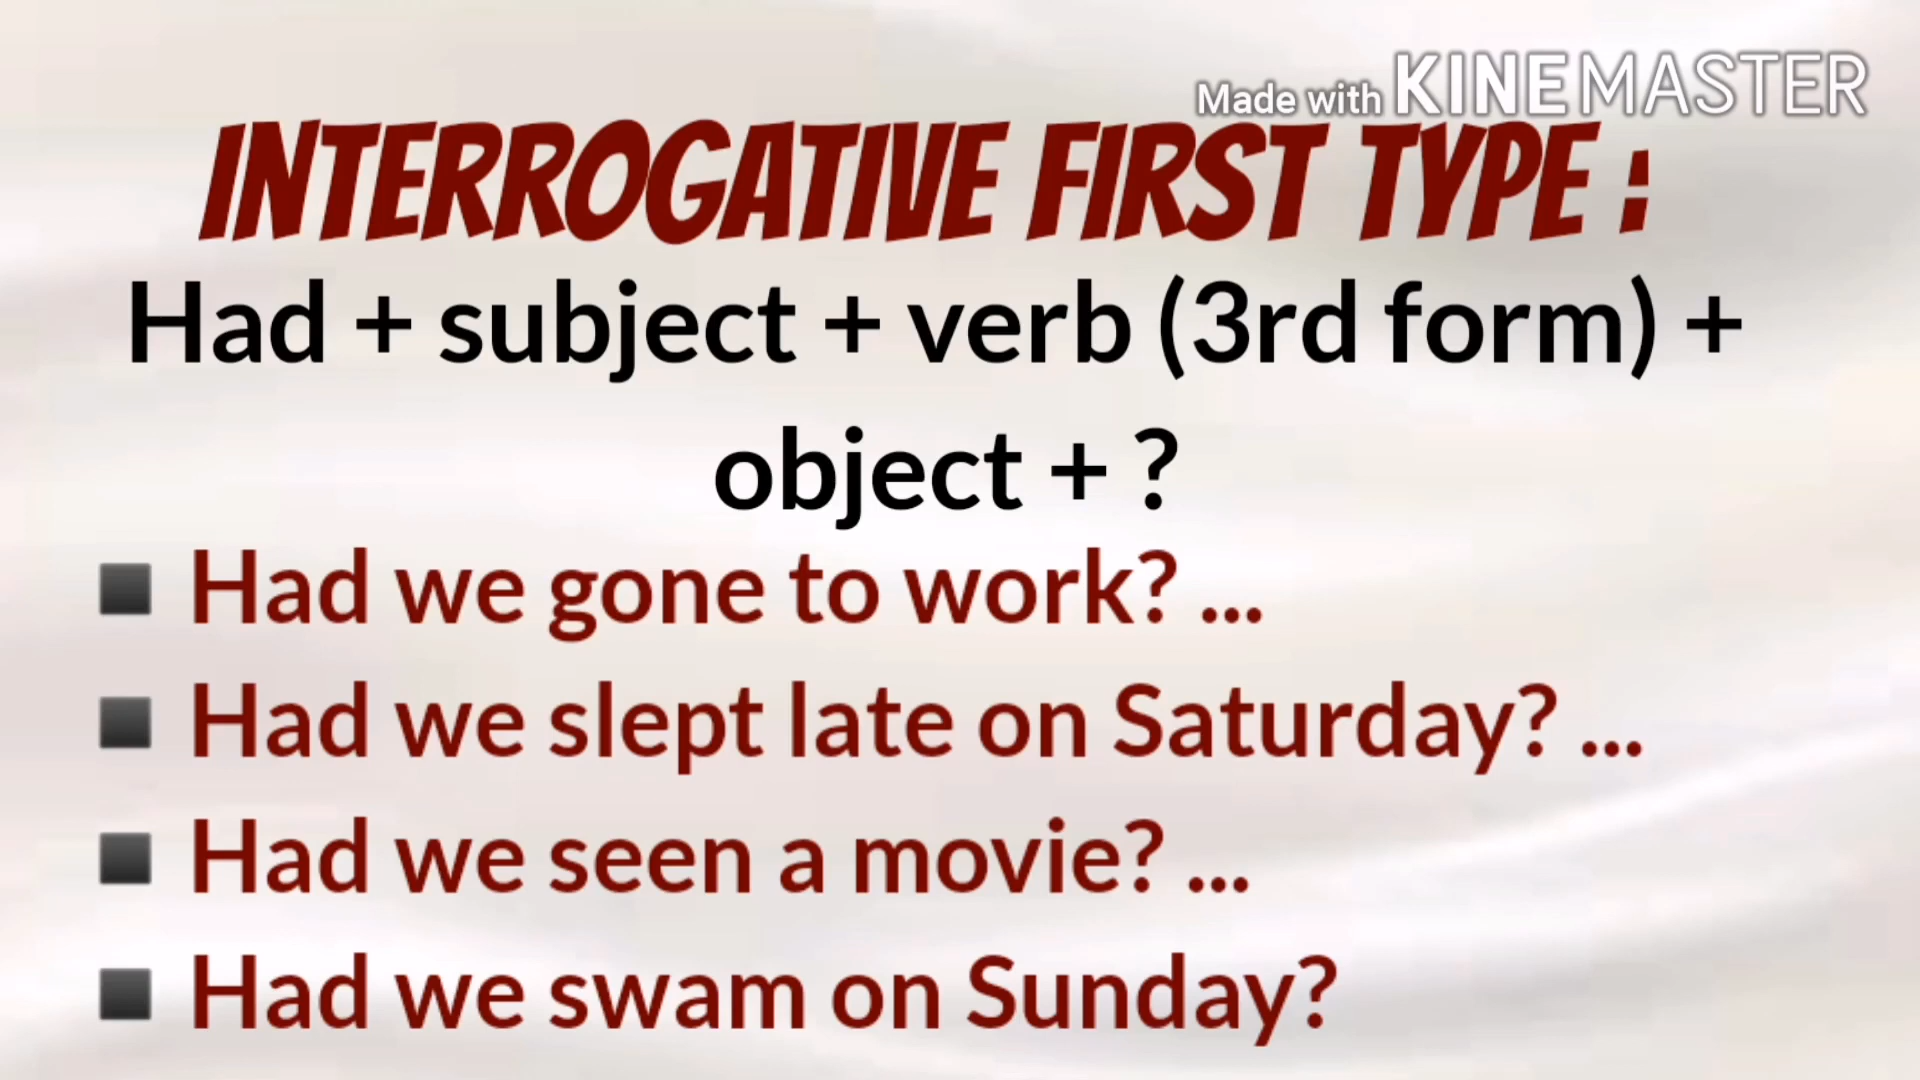 Made with KINEMASTER
INTERROGATIVE FIRST TYPE :
Had + subject + verb (3rd form) +
object + ?
Had we gone to work? ...
Had we slept late on Saturday? ...
Had we seen a movie? ...
Had we swam on Sunday?